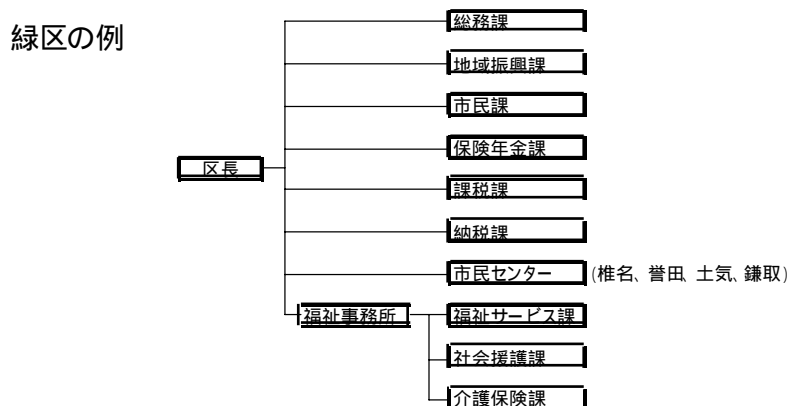 緑区の例
総務課
地域振興課
市民課
保険年金課
区長
課税課
納税課
市民センター (椎名、誉田、土気、鎌取)
福祉事務所 福祉サービス課
社会援護課
介護保険課